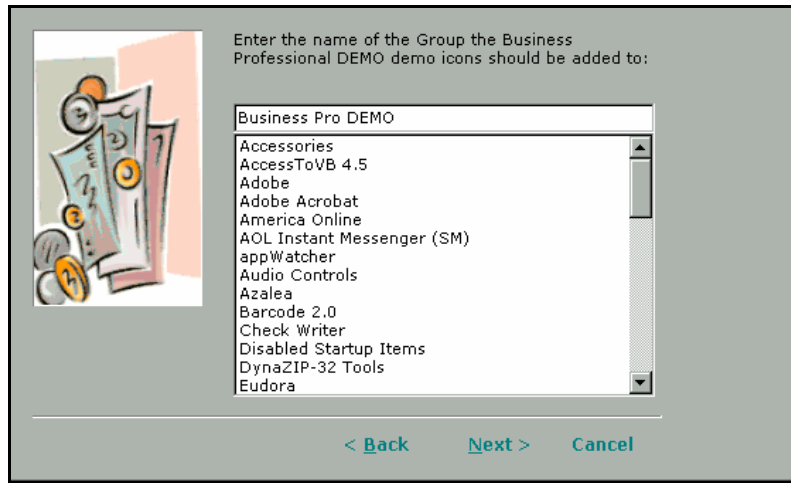 Enter the name of the Group the Business
Professional DEMO demo icons should be added to:
Business Pro DEMO
Accessories
AccessToVB 4.5
Adobe
Adobe Acrobat
America Online
AOL Instant Messenger (SM)
appWatcher
Audio Controls
Azalea
Barcode 2.0
Check Writer
Disabled Startup Items
DynaZIP-32 Tools
Eudora
< Back Next > Cancel